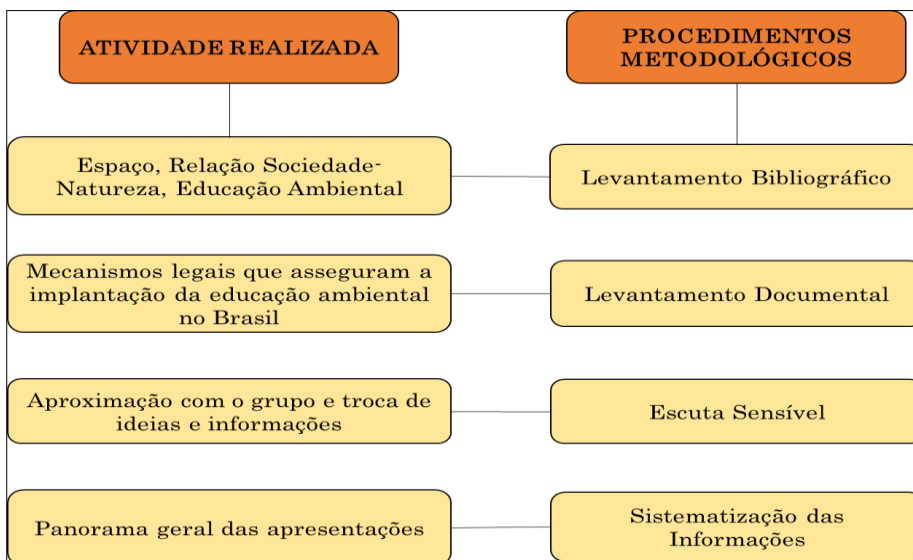 ATIVIDADE REALIZADA
PROCEDIMENTOS
METODOLÓGICOS
Espaço, Relação Sociedade-
Natureza, Educação Ambiental
Levantamento Bibliográfico
Mecanismos legais que asseguram a
implantação da educação ambiental
no Brasil
Levantamento Documental
Aproximação com o grupo e troca de
ideias e informações
Escuta Sensível
Panorama geral das apresentações
Sistematização das
Informações